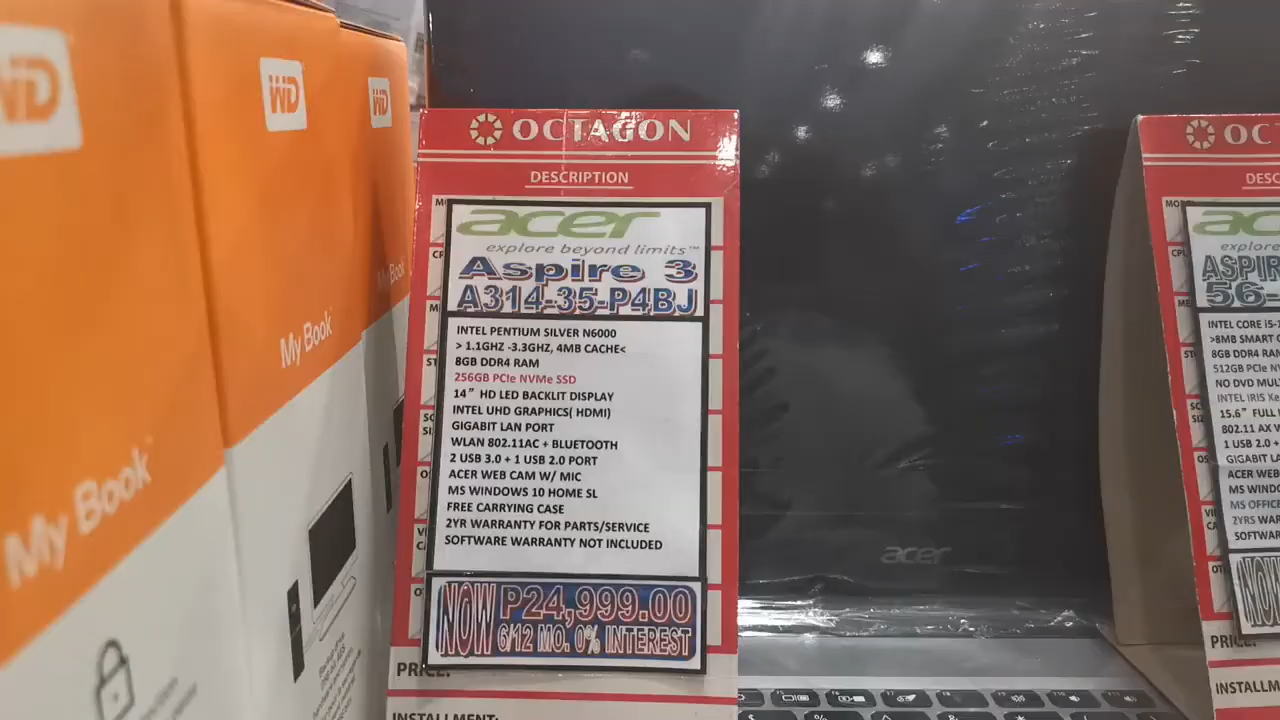 WD
WD
WD
My Book
My Book
My Book
OCTAGON
DESCRIPTION
acer
explore beyond limits™
Aspire 3
A314-35-P4BJ
INTEL PENTIUM SILVER N6000
> 1.1GHZ -3.3GHZ, 4MB CACHE<
8GB DDR4 RAM
256GB PCIe NVMe SSD
14" HD LED BACKLIT DISPLAY
INTEL UHD GRAPHICS( HDMI)
GIGABIT LAN PORT
WLAN 802.11AC + BLUETOOTH
2 USB 3.0 + 1 USB 2.0 PORT
ACER WEB CAM W/ MIC
MS WINDOWS 10 HOME SL
FREE CARRYING CASE
2YR WARRANTY FOR PARTS/SERVICE
SOFTWARE WARRANTY NOT INCLUDED
NOW P24,999.00
6/12 MO. 0% INTEREST
PRICE:
INSTALLMENT:
acer
OC
DESC
ac
explore
ASPIRE
56-
INTEL CORE i5-
>8MB SMART
8GB DDR4 RAM
512GB PCIe
NO DVD MUL
INTEL IRIS Xe
15.6" FULL
802.11 AX
1 USB 2.0 +
GIGABIT LA
ACER WEB
MS WINDO
MS OFFICE
2YRS WAR
SOFTWAR
NOW
PRICE:
INSTALLM